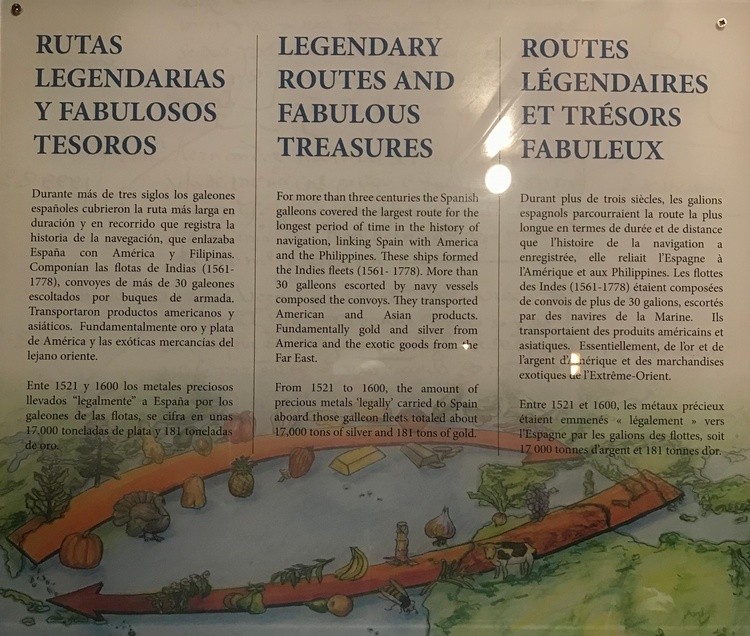 RUTAS
LEGENDARIAS
Y FABULOSOS
TESOROS
Durante más de tres siglos los galeones
españoles cubrieron la ruta más larga en
duración y en recorrido que registra la
historia de la navegación, que enlazaba
España con América y Filipinas.
Componían las flotas de Indias (1561-
1778), convoyes de más de 30 galeones
escoltados por buques de armada.
Transportaron productos americanos y
asiáticos. Fundamentalmente oro y plata
de América y las exóticas mercancías del
lejano oriente.
Ente 1521 y 1600 los metales preciosos
llevados "legalmente" a España por los
galeones de las flotas, se cifra en unas
17,000 toneladas de plata y 181 toneladas
de oro.
LEGENDARY
ROUTES AND
FABULOUS
TREASURES
For more than three centuries the Spanish
galleons covered the largest route for the
longest period of time in the history of
navigation, linking Spain with America
and the Philippines. These ships formed
the Indies fleets (1561- 1778). More than
30 galleons escorted by navy vessels
composed the convoys. They transported
American and Asian products.
Fundamentally gold and silver from
America and the exotic goods from the
Far East.
From 1521 to 1600, the amount of
precious metals 'legally' carried to Spain
aboard those galleon fleets totaled about
17,000 tons of silver and 181 tons of gold.
ROUTES
LÉGENDAIRES
ET TRÉSORS
FABULEUX
Durant plus de trois siècles, les galions
espagnols parcourraient la route la plus
longue en termes de durée et de distance
que l'histoire de la navigation a
enregistrée, elle reliait l'Espagne à
l'Amérique et aux Philippines. Les flottes
des Indes (1561-1778) étaient composées
de convois de plus de 30 galions, escortés
par des navires de la Marine. Ils
transportaient des produits américains et
asiatiques. Essentiellement, de l'or et de
l'argent d'Amérique et des marchandises
exotiques de l'Extrême-Orient.
Entre 1521 et 1600, les métaux précieux
étaient emmenés « légalement » vers
l'Espagne par les galions des flottes, soit
17 000 tonnes d'argent et 181 tonnes d'or.